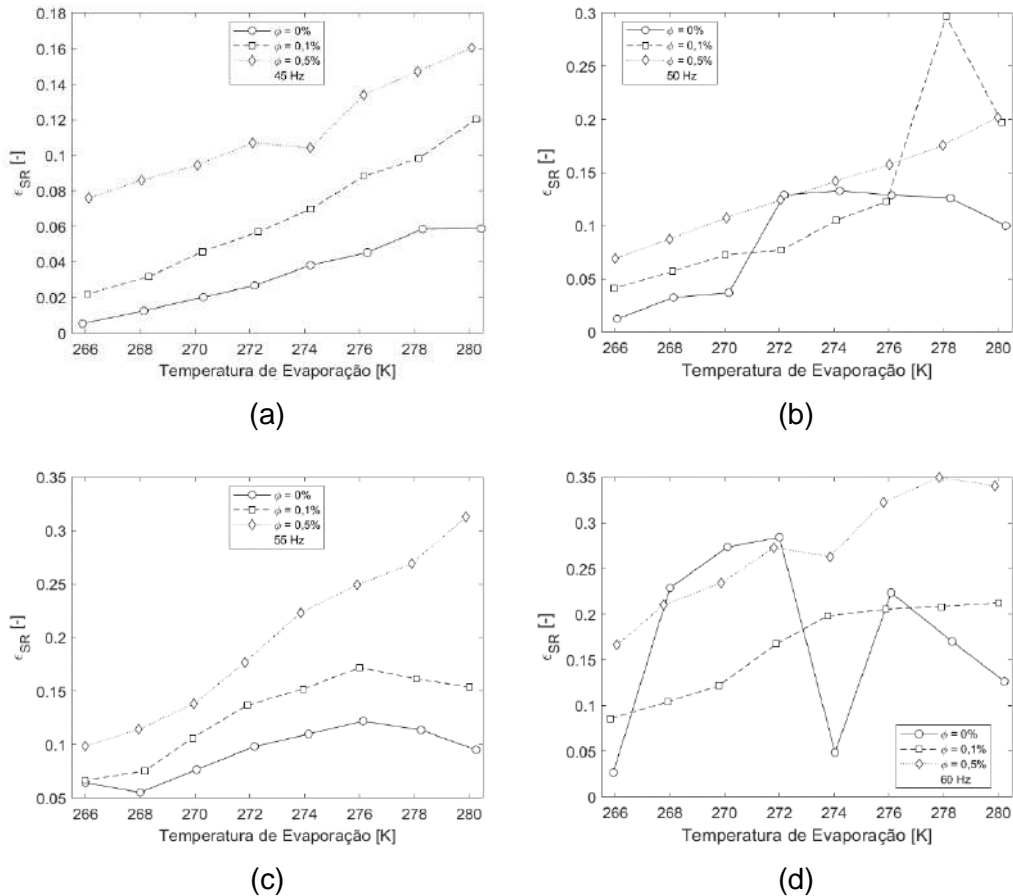 0.18
0.16
0.14
0.12
0.1
0.08
0.06
0.04
0.02
0
ϵSR [-]
ϕ = 0%
ϕ = 0,1%
ϕ = 0,5%
45 Hz
266 268 270 272 274 276 278 280
Temperatura de Evaporação [K]
(a)
0.3
0.25
0.2
0.15
0.1
0.05
0
ϵSR [-]
ϕ = 0%
ϕ = 0,1%
ϕ = 0,5%
50 Hz
266 268 270 272 274 276 278 280
Temperatura de Evaporação [K]
(b)
0.35
0.3
0.25
0.2
0.15
0.1
0.05
ϵSR [-]
ϕ = 0%
ϕ = 0,1%
ϕ = 0,5%
55 Hz
266 268 270 272 274 276 278 280
Temperatura de Evaporação [K]
(c)
0.35
0.3
0.25
0.2
0.15
0.1
0.05
0
ϵSR [-]
ϕ = 0%
ϕ = 0,1%
ϕ = 0,5%
60 Hz
266 268 270 272 274 276 278 280
Temperatura de Evaporação [K]
(d)